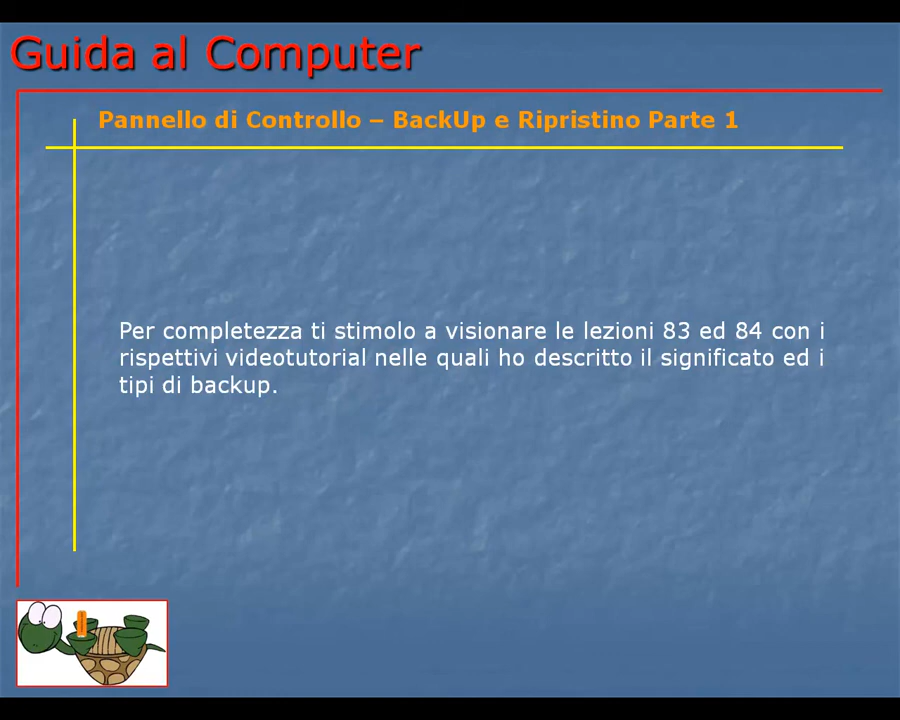 Guida al Computer
Pannello di Controllo – BackUp e Ripristino Parte 1
Per completezza ti stimolo a visionare le lezioni 83 ed 84 con i
rispettivi videotutorial nelle quali ho descritto il significato ed i
tipi di backup.